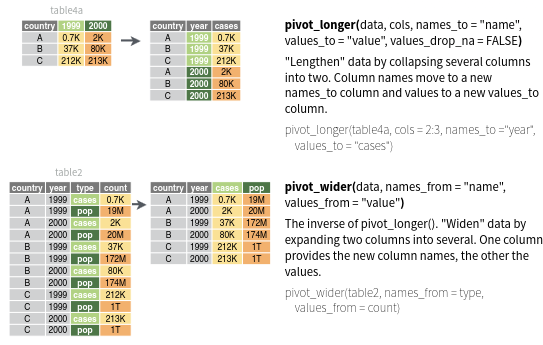 table4a
country 1999 2000
A 0.7K 2K
B 37K 80K
C 212K 213K
country year cases
A 1999 0.7K
B 1999 37K
C 1999 212K
A 2000 2K
B 2000 80K
C 2000 213K
pivot_longer(data, cols, names_to = "name",
values_to = "value", values_drop_na = FALSE)
"Lengthen" data by collapsing several columns
into two. Column names move to a new
names_to column and values to a new values_to
column.
pivot_longer(table4a, cols = 2:3, names_to ="year",
values_to = "cases")
table2
country year type count
A 1999 cases 0.7K
A 1999 pop 19M
A 2000 cases 2K
A 2000 pop 20M
B 1999 cases 37K
B 1999 pop 172M
B 2000 cases 80K
B 2000 pop 174M
C 1999 cases 212K
C 1999 pop 1T
C 2000 cases 213K
C 2000 pop 1T
country year cases pop
A 1999 0.7K 19M
A 2000 2K 20M
B 1999 37K 172M
B 2000 80K 174M
C 1999 212K 1T
C 2000 213K 1T
pivot_wider(data, names_from = "name",
values_from = "value")
The inverse of pivot_longer(). "Widen" data by
expanding two columns into several. One column
provides the new column names, the other the
values.
pivot_wider(table2, names_from = type,
values_from = count)